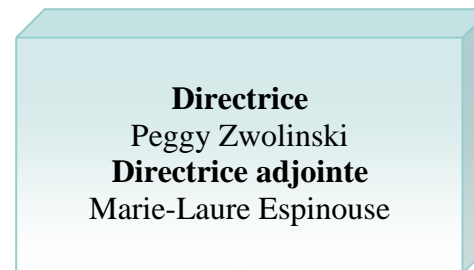 Directrice
Peggy Zwolinski
Directrice adjointe
Marie-Laure Espinouse